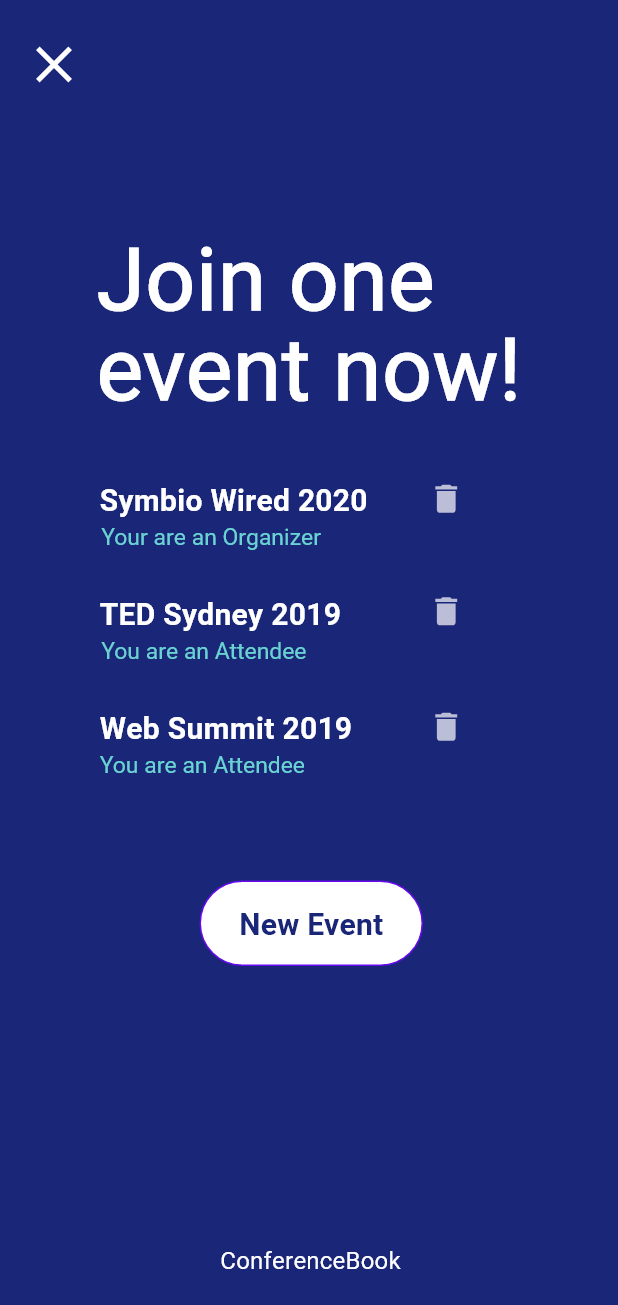 Join one
event now!
Symbio Wired 2020
Your are an Organizer
TED Sydney 2019
You are an Attendee
Web Summit 2019
You are an Attendee
New Event
ConferenceBook